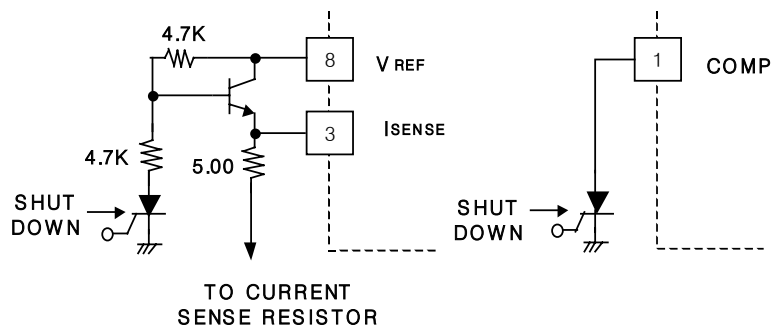 4.7K
8
VREF
1
COMP
3
ISENSE
4.7K
5.00
SHUT
DOWN
SHUT
DOWN
TO CURRENT
SENSE RESISTOR